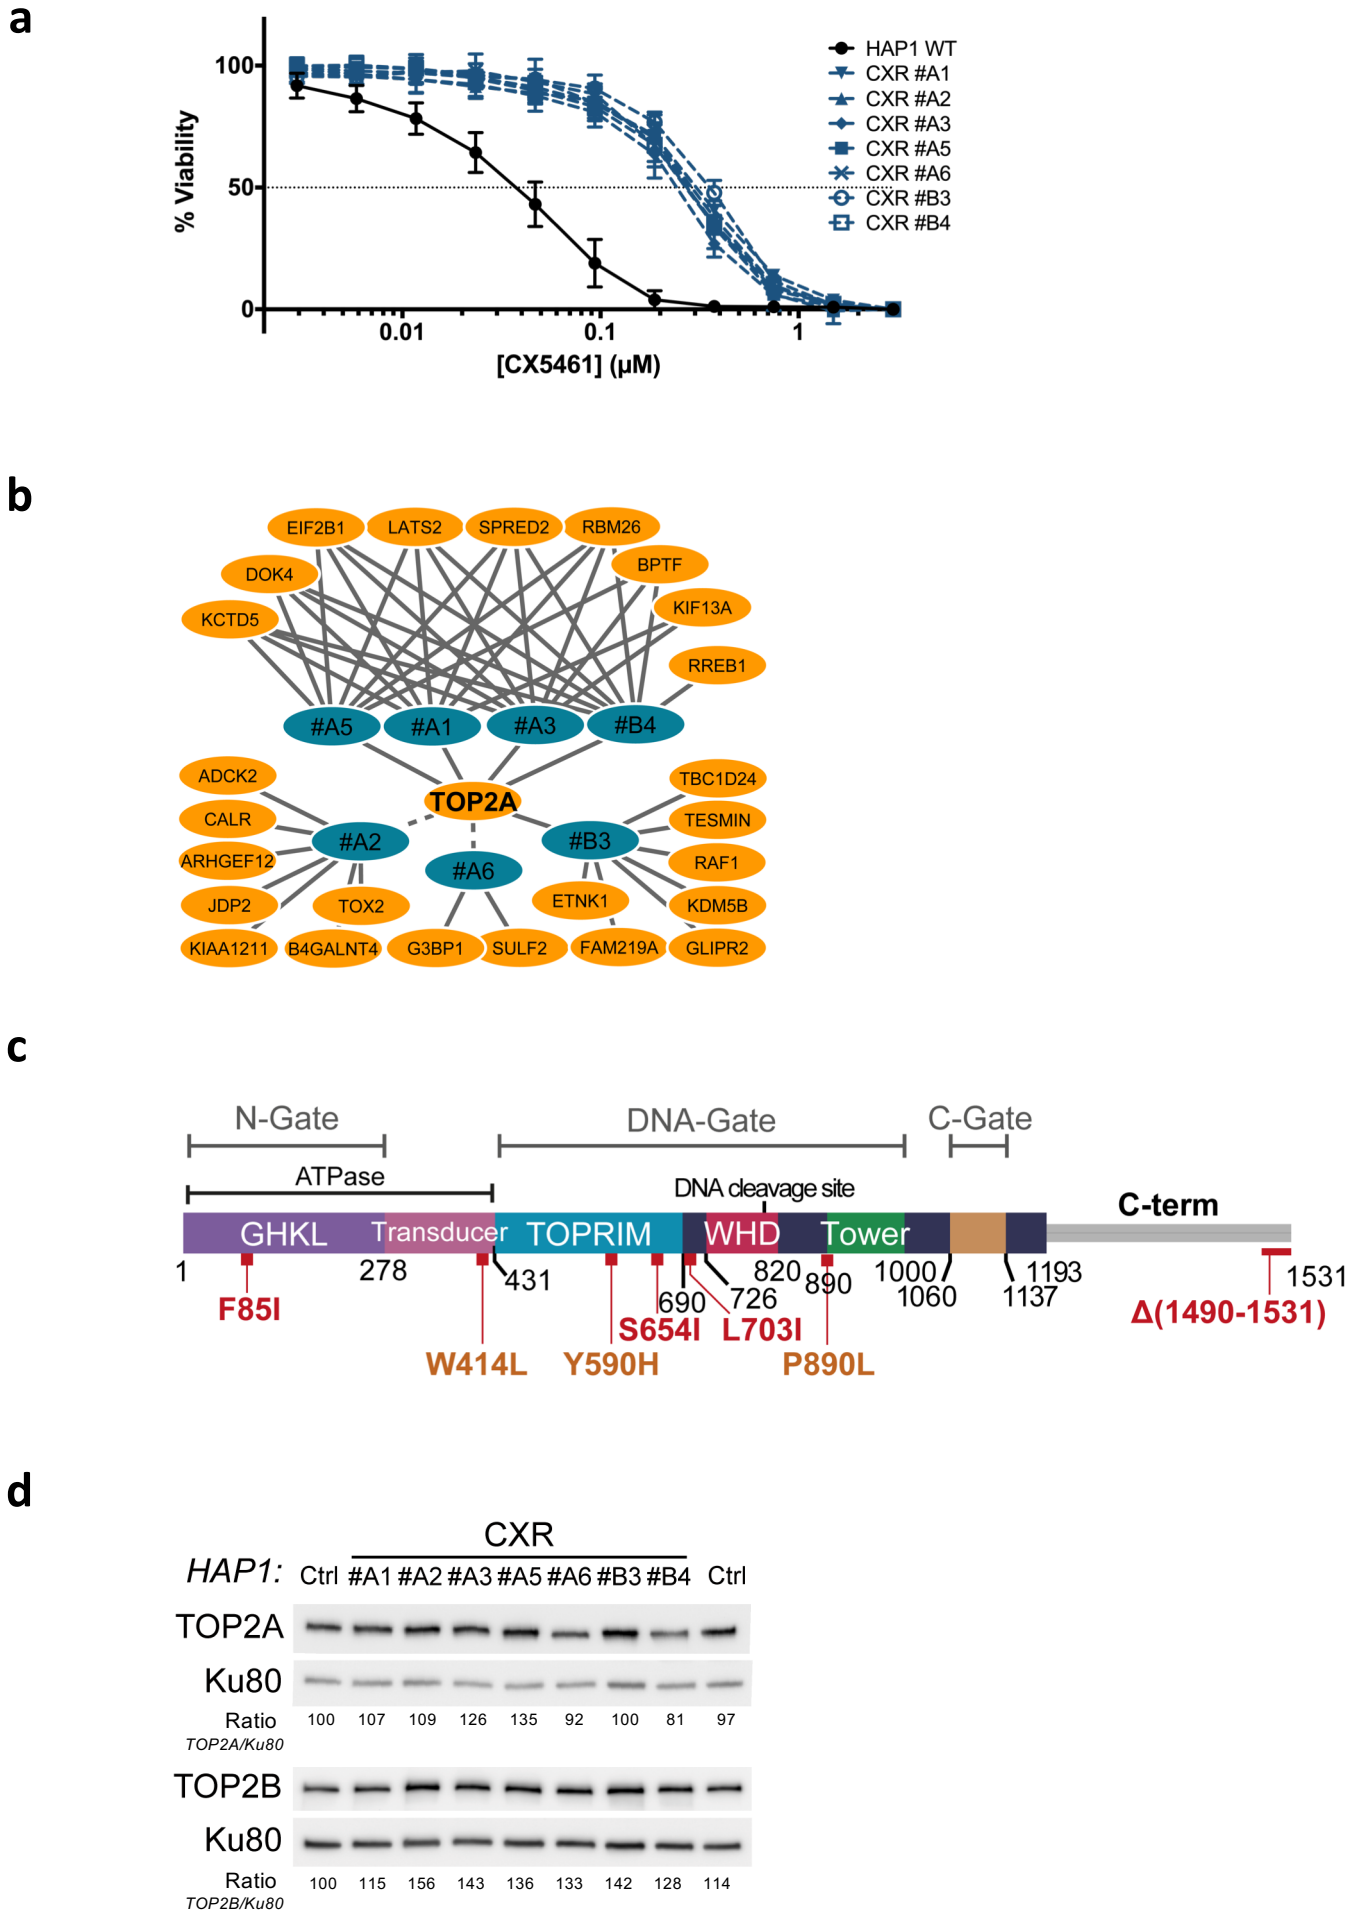 a
100
50
0
% Viability
0.01
0.1
1
[CX5461] (µM)
HAP1 WT
CXR #A1
CXR #A2
CXR #A3
CXR #A5
CXR #A6
CXR #B3
CXR #B4
b
EIF2B1
LATS2
SPRED2
RBM26
DOK4
BPTF
KCTD5
KIF13A
RREB1
#A5
#A1
#A3
#B4
ADCK2
TBC1D24
TOP2A
CALR
TESMIN
#A2
#B3
ARHGEF12
#A6
RAF1
JDP2
TOX2
ETNK1
KDM5B
KIAA1211
B4GALNT4
G3BP1
SULF2
FAM219A
GLIPR2
c
N-Gate
DNA-Gate
C-Gate
ATPase
DNA cleavage site
C-term
GHKL
Transducer
TOPRIM
WHD
Tower
1
278
431
690
726
820
890
1000
1060
1137
1193
1531
F85I
S654I
L703I
Δ(1490-1531)
W414L
Y590H
P890L
d
CXR
HAP1:
Ctrl #A1 #A2 #A3 #A5 #A6 #B3 #B4 Ctrl
TOP2A
Ku80
Ratio 100 107 109 126 135 92 100 81 97
TOP2A/Ku80
TOP2B
Ku80
Ratio 100 115 156 143 136 133 142 128 114
TOP2B/Ku80